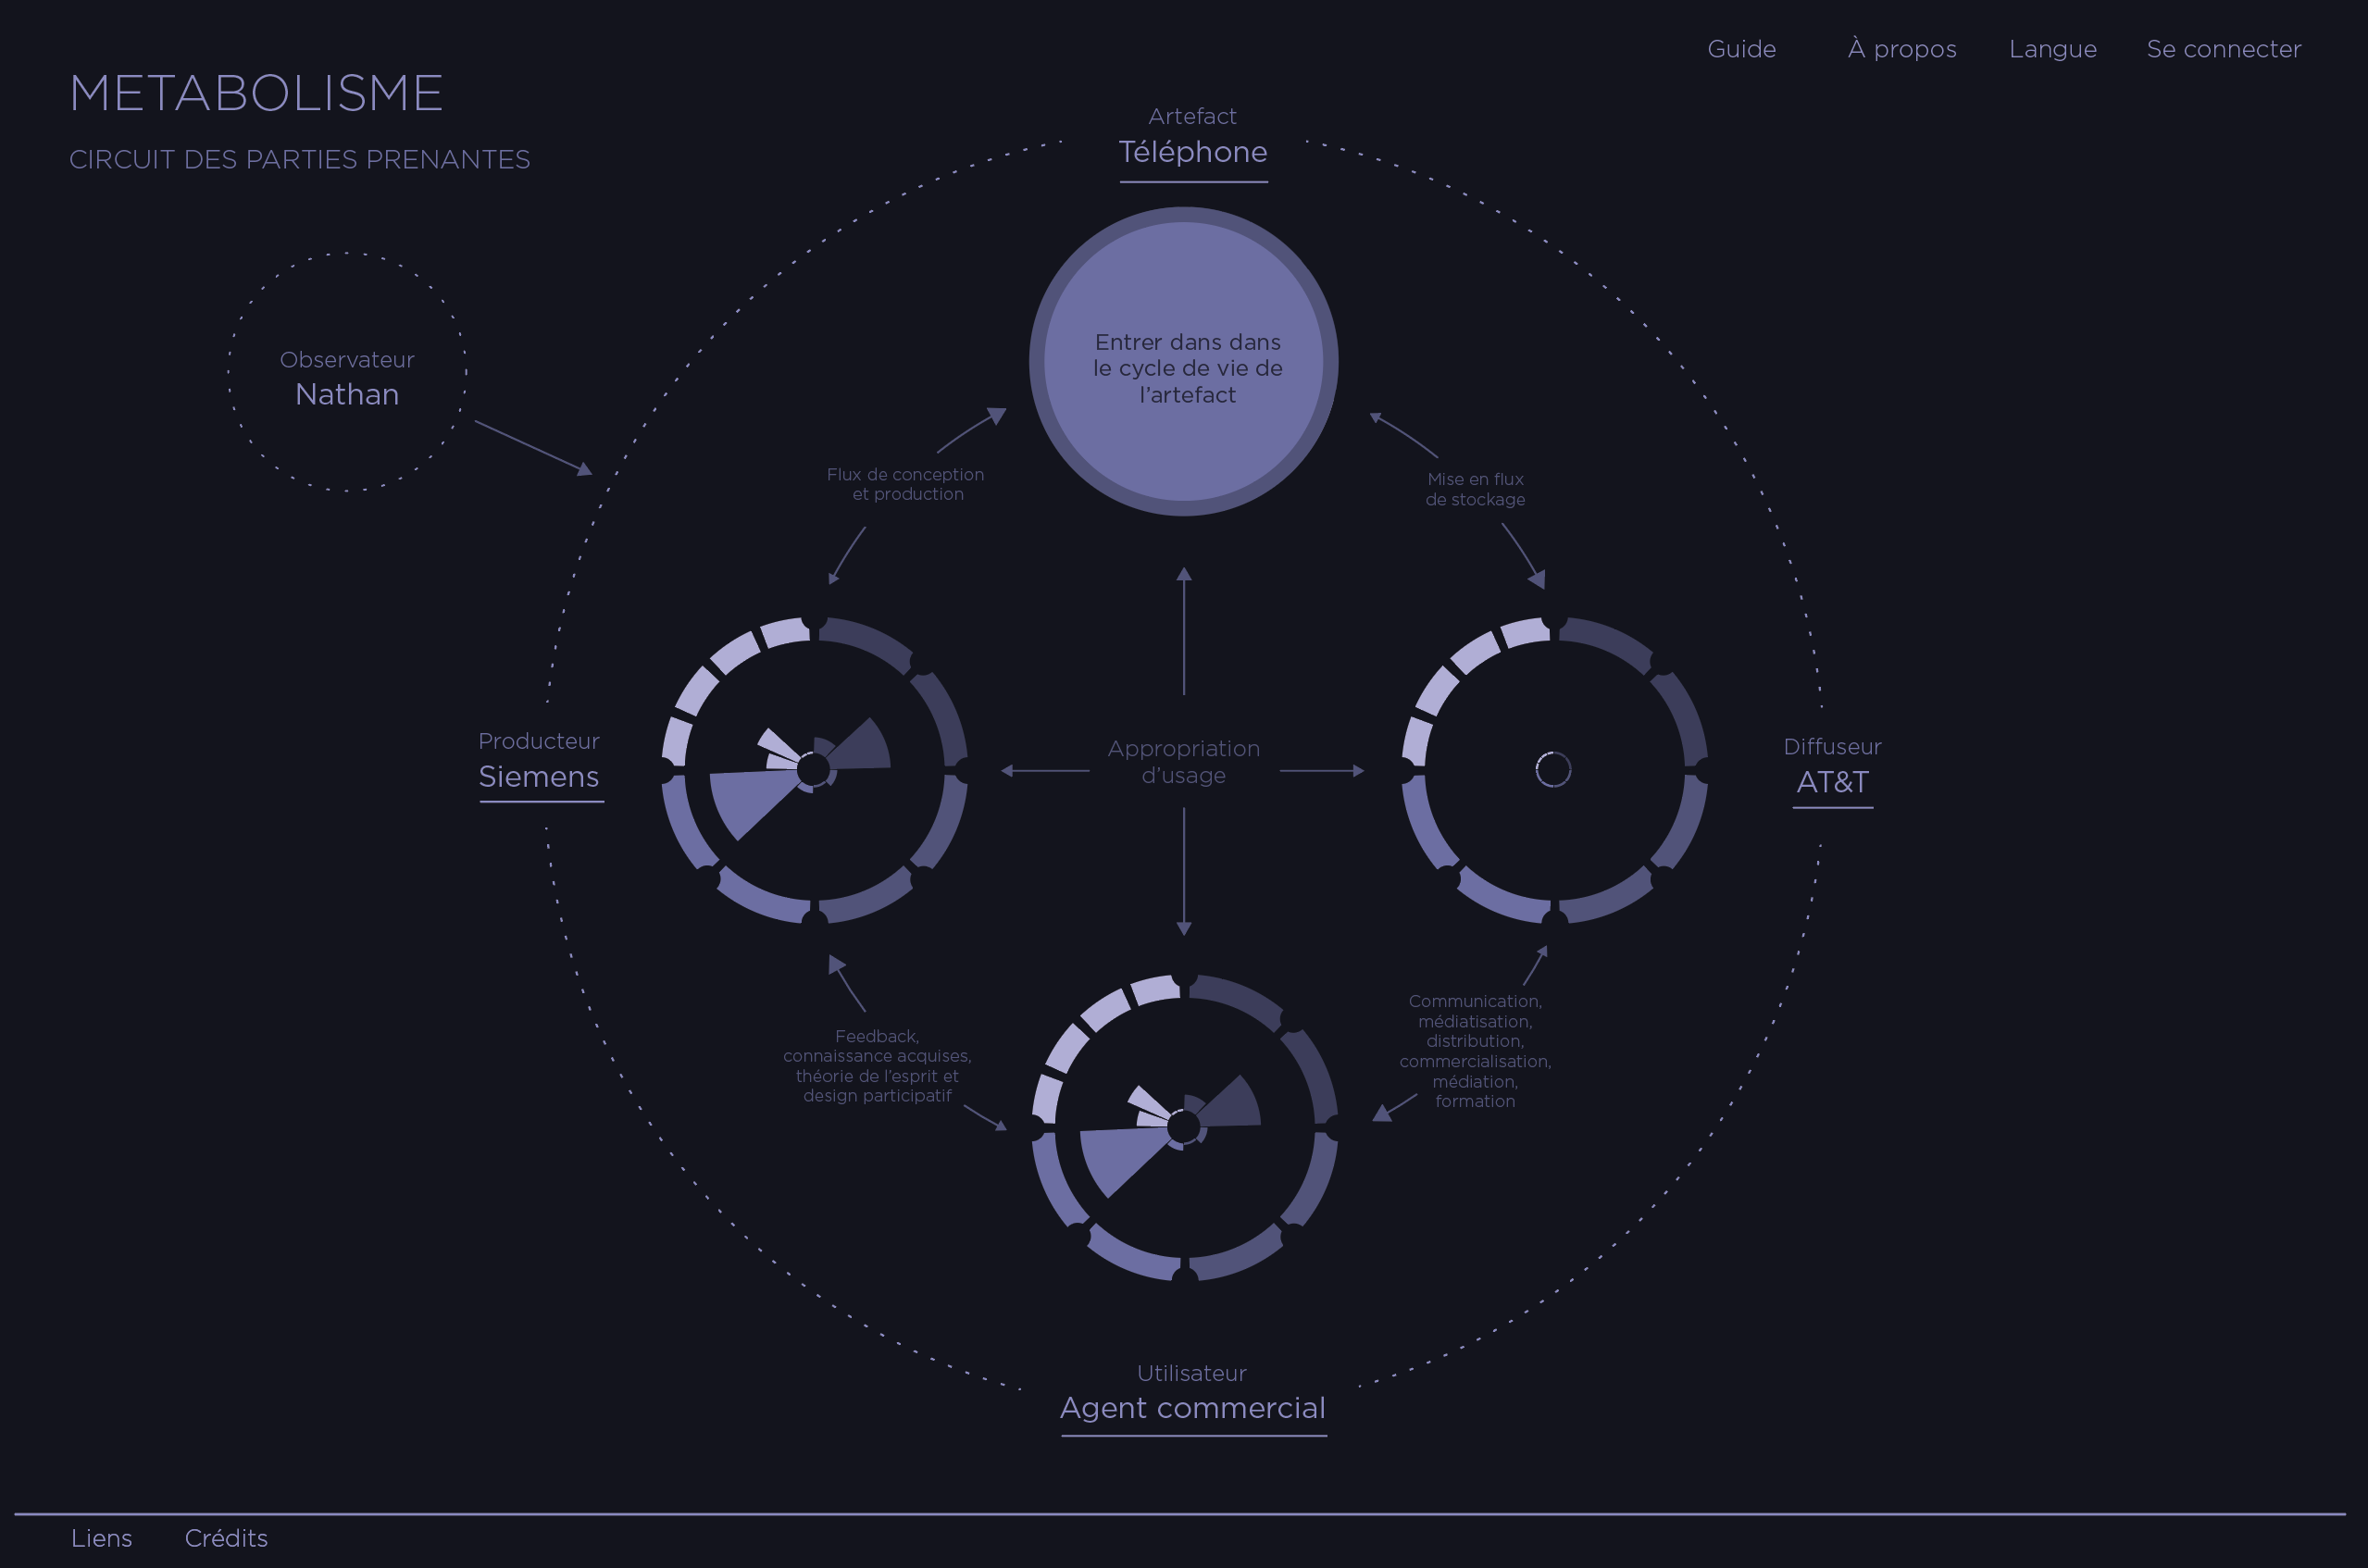 Guide
À propos
Langue
Se connecter
METABOLISME
CIRCUIT DES PARTIES PRENANTES
Artefact
Téléphone
Entrer dans dans
le cycle de vie de
l'artefact
Observateur
Nathan
Flux de conception
et production
Mise en flux
de stockage
Producteur
Siemens
Appropriation
d'usage
Diffuseur
AT&T
Feedback,
connaissance acquises,
théorie de l'esprit et
design participatif
Communication,
médiatisation,
distribution,
commercialisation,
médiation,
formation
Utilisateur
Agent commercial
Liens
Crédits